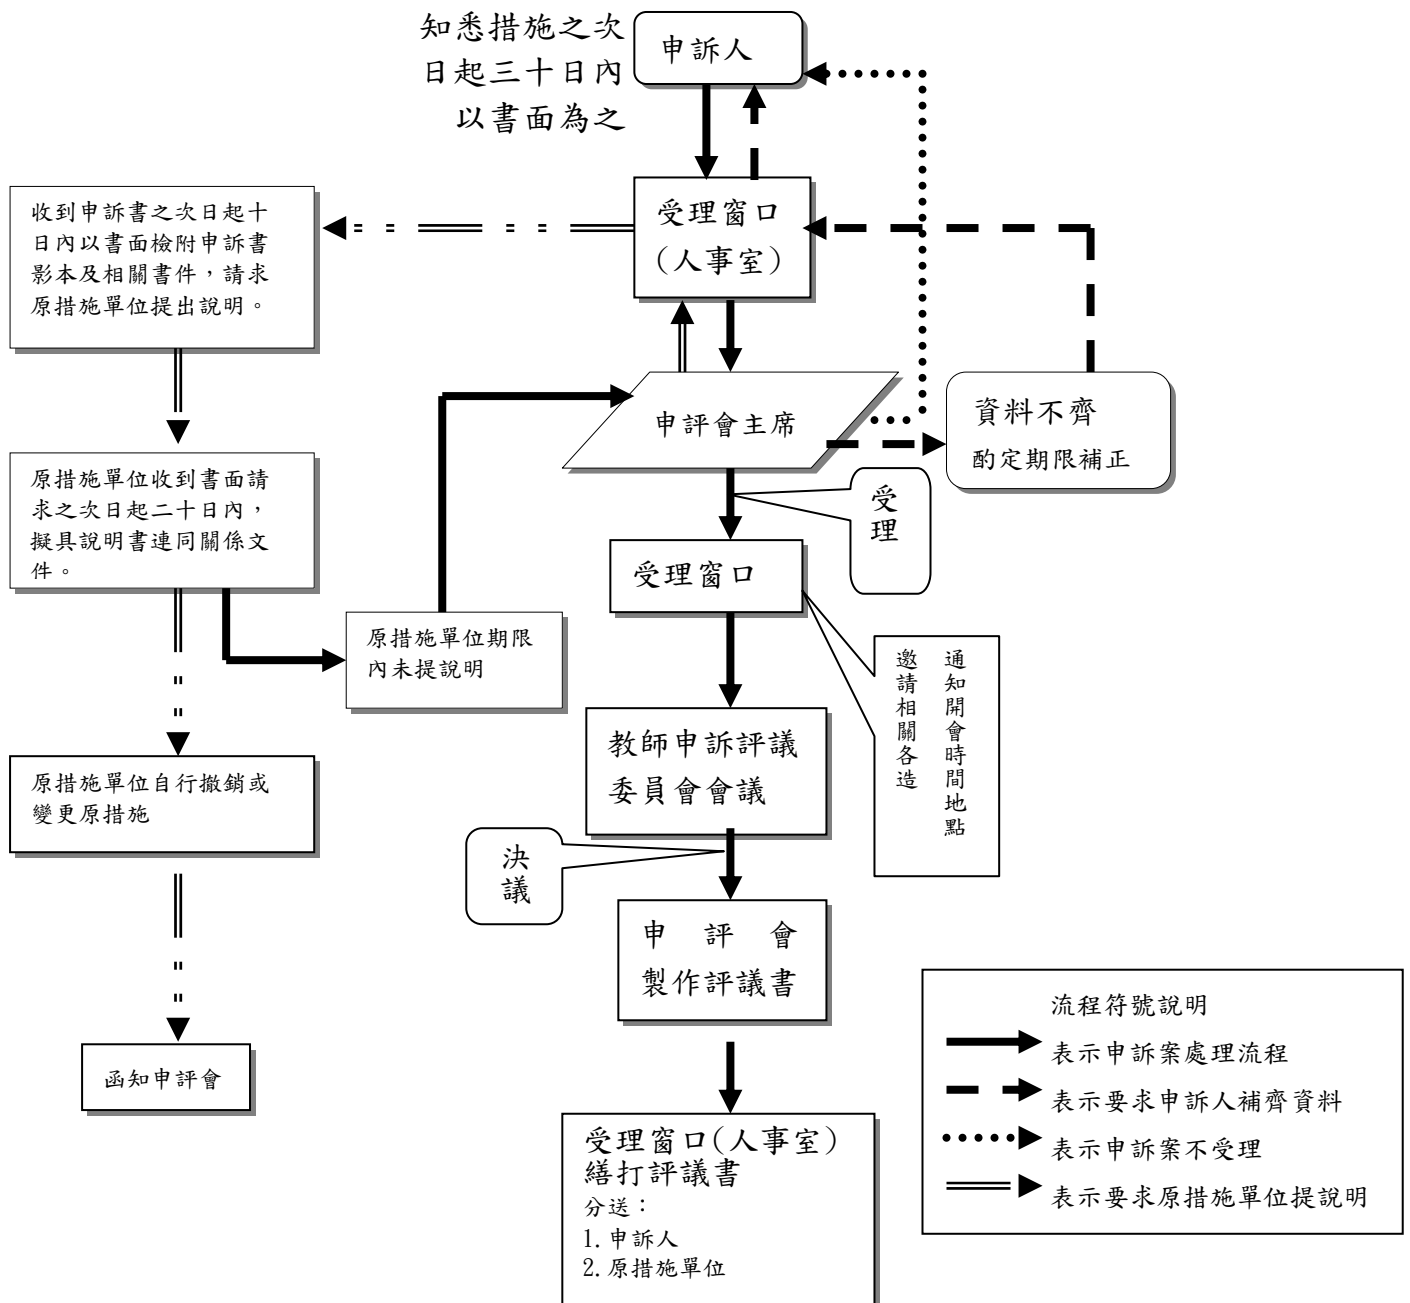 知悉措施之次
日起三十日內
以書面為之
申訴人
受理窗口
(人事室)
收到申訴書之次日起十
日內以書面檢附申訴書
影本及相關書件，請求
原措施單位提出說明。
申評會主席
資料不齊
酌定期限補正
原措施單位收到書面請
求之次日起二十日內，
擬具說明書連同關係文
件。
受理
受理窗口
原措施單位期限
內未提說明
通知開會時間地點
邀請相關各造
教師申訴評議
委員會會議
原措施單位自行撤銷或
變更原措施
決議
申　評　會
製作評議書
函知申評會
流程符號說明
表示申訴案處理流程
表示要求申訴人補齊資料
表示申訴案不受理
表示要求原措施單位提說明
受理窗口(人事室)
繕打評議書
分送：
1.申訴人
2.原措施單位